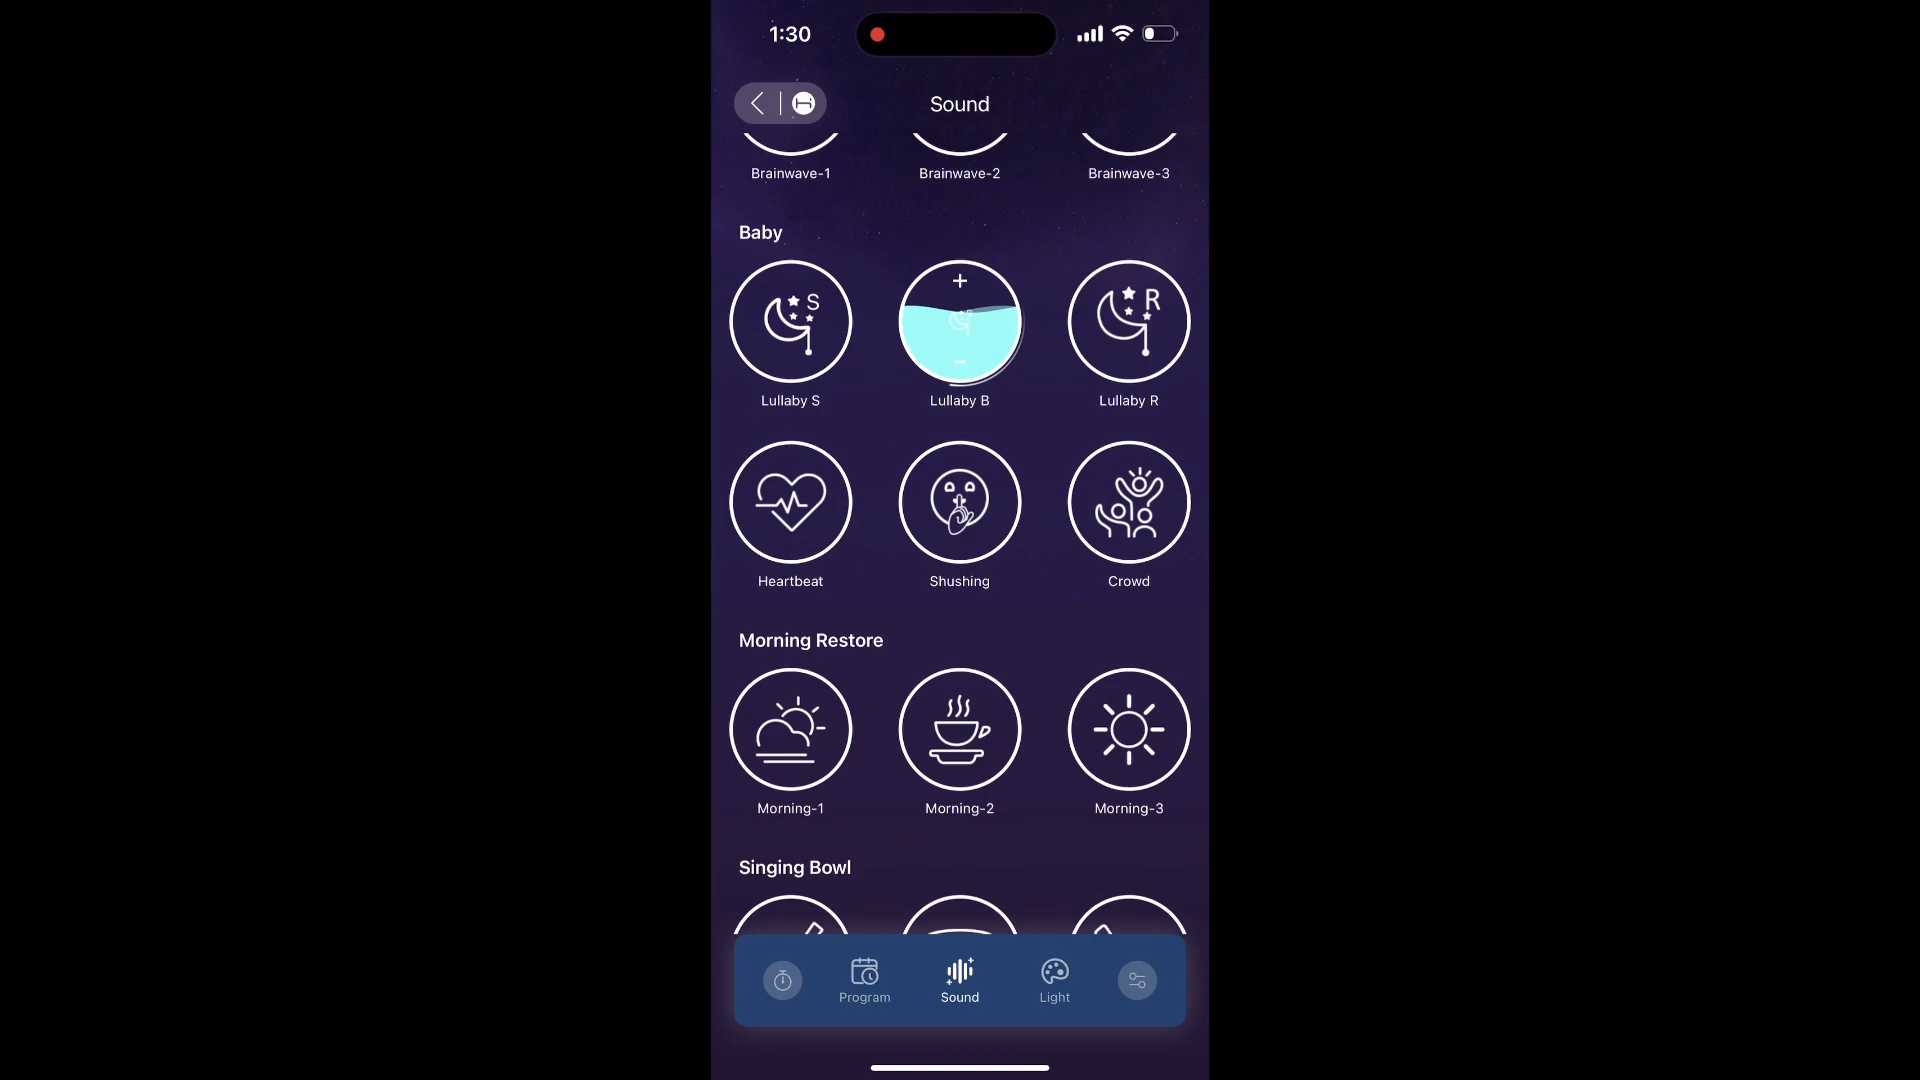 1:30
Sound
Brainwave-1 Brainwave-2 Brainwave-3
Baby
S
R
Lullaby S Lullaby B Lullaby R
Heartbeat Shushing Crowd
Morning Restore
Morning-1 Morning-2 Morning-3
Singing Bowl
Program Sound Light